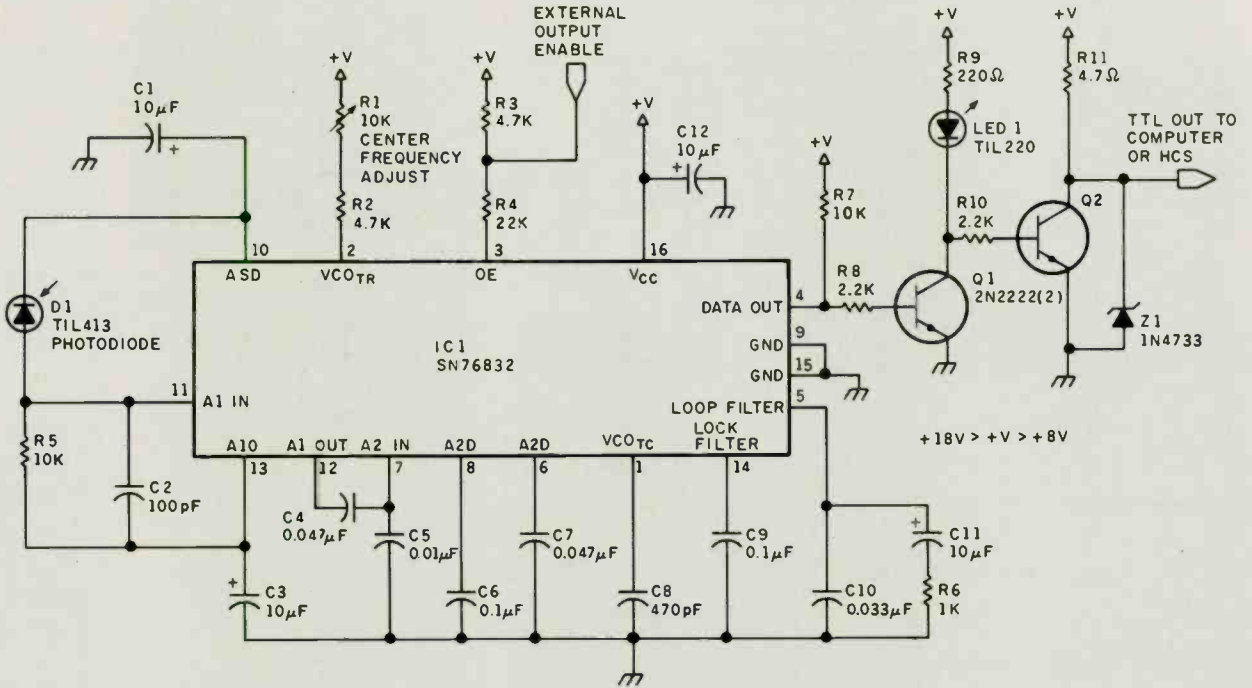 EXTERNAL
OUTPUT
ENABLE
C1
10μF
+
+V
R1
10K
CENTER
FREQUENCY
ADJUST
R2
4.7K
+V
R3
4.7K
R4
22K
+V
C12
10μF
+
+V
R7
10K
R8
2.2K
+V
R9
220Ω
LED 1
TIL220
R10
2.2K
Q1
2N2222(2)
+V
R11
4.7Ω
Q2
TTL OUT TO
COMPUTER
OR HCS
Z1
1N4733
D1
TIL413
PHOTODIODE
10
ASD
2
VCOTR
3
OE
16
VCC
4
DATA OUT
9
GND
15
GND
5
LOOP FILTER
IC1
SN76832
11
A1 IN
A10
13
A1 OUT
12
A2 IN
7
A2D
8
A2D
6
VCOTC
1
LOCK
FILTER
14
+18V > +V > +8V
R5
10K
C2
100pF
C4
0.047μF
C5
0.01μF
C7
0.047μF
C9
0.1μF
+
C11
10μF
+
C3
10μF
C6
0.1μF
C8
470pF
C10
0.033μF
R6
1K